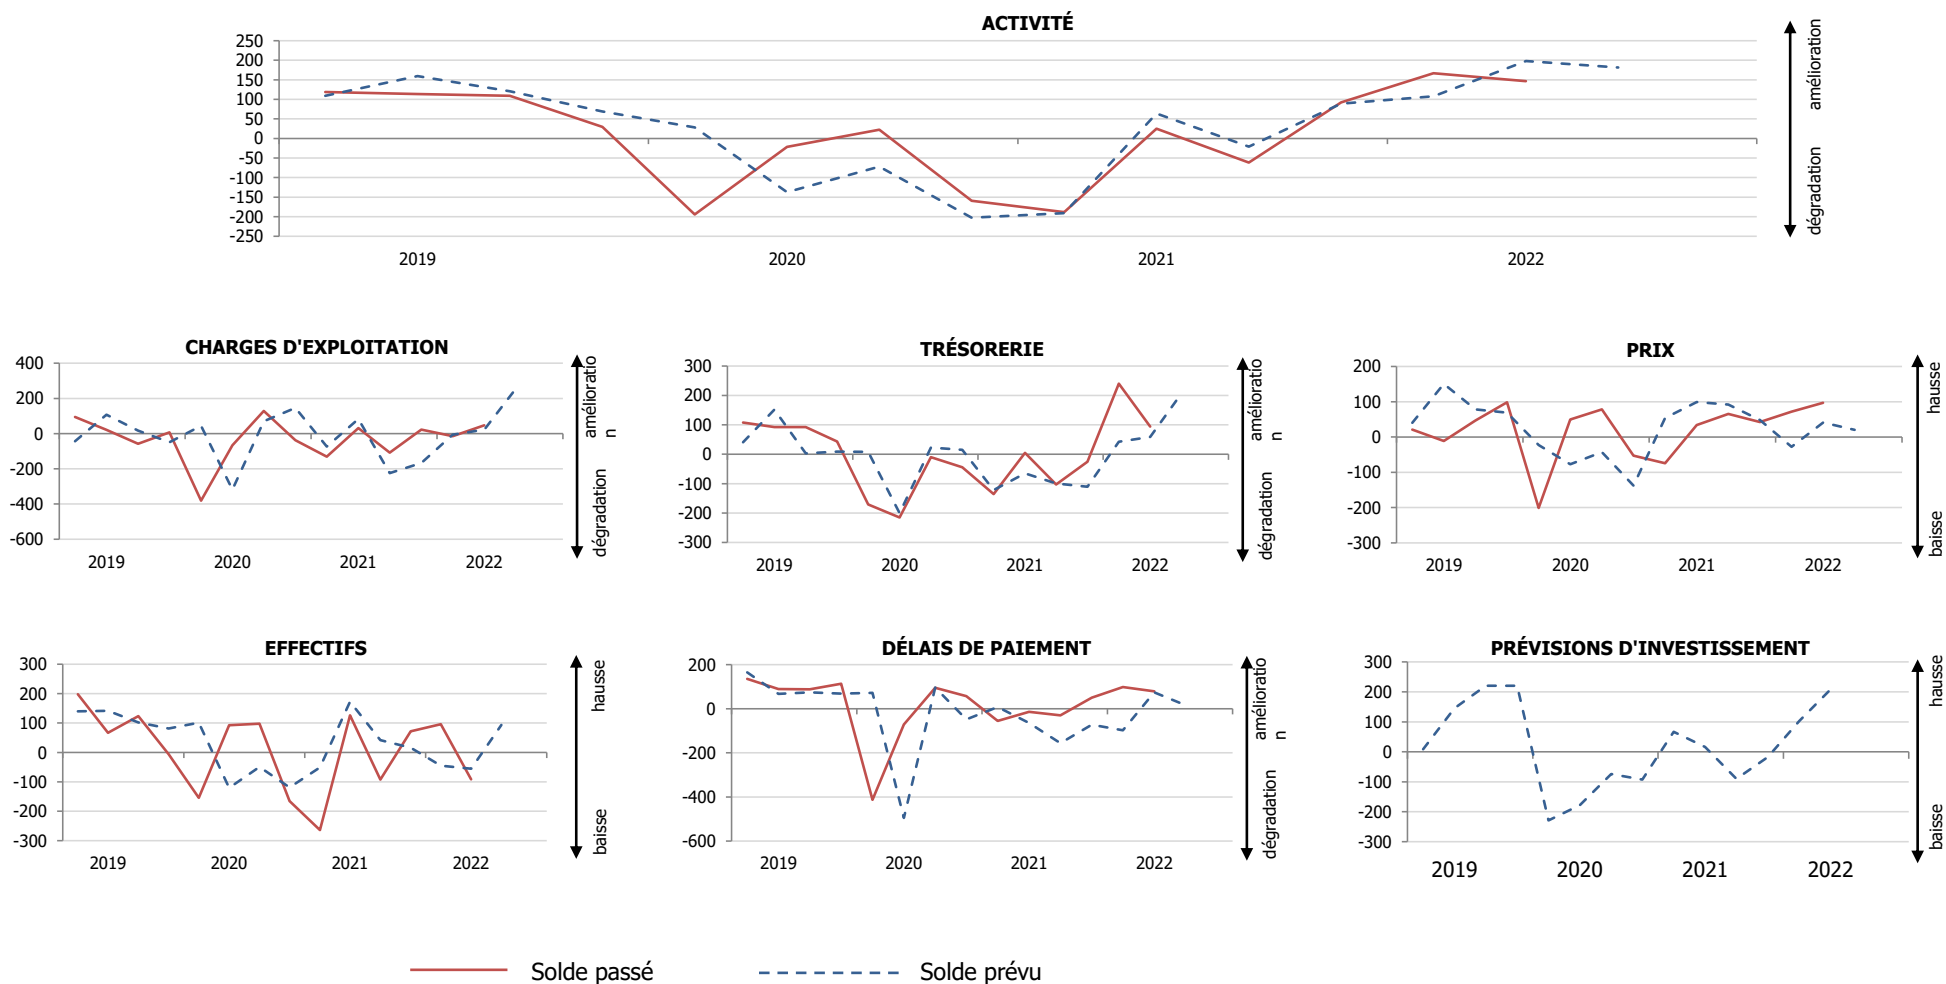 ACTIVITÉ
250
200
150
100
50
0
-50
-100
-150
-200
-250
2019
2020
2021
2022
amélioration
dégradation
CHARGES D'EXPLOITATION
400
200
0
-200
-400
-600
2019
2020
2021
2022
amélioratio
n
dégradation
TRÉSORERIE
300
200
100
0
-100
-200
-300
2019
2020
2021
2022
amélioratio
n
dégradation
PRIX
200
100
0
-100
-200
-300
2019
2020
2021
2022
hausse
baisse
EFFECTIFS
300
200
100
0
-100
-200
-300
2019
2020
2021
2022
hausse
baisse
DÉLAIS DE PAIEMENT
200
0
-200
-400
-600
2019
2020
2021
2022
amélioratio
n
dégradation
PRÉVISIONS D'INVESTISSEMENT
300
200
100
0
-100
-200
-300
2019
2020
2021
2022
hausse
baisse
Solde passé
Solde prévu